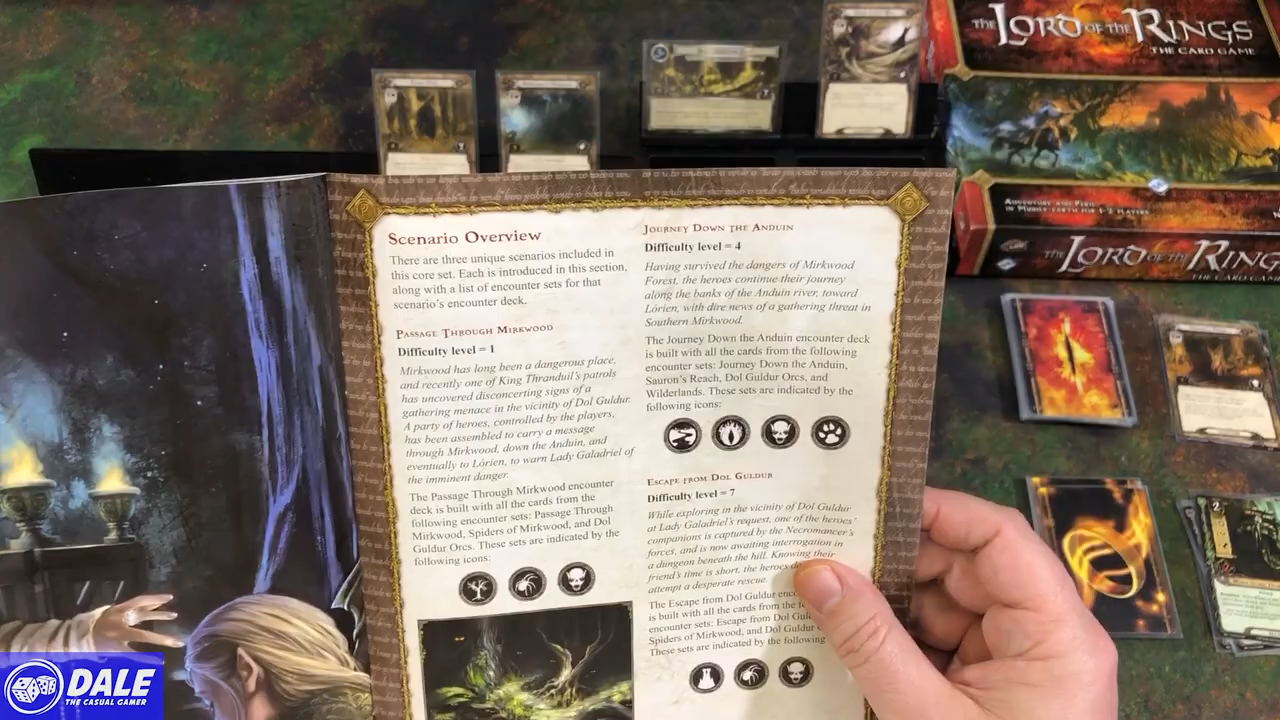 THE LORD OF THE RINGS
THE CARD GAME
ADVENTURE AND PERIL
IN MIDDLE-EARTH FOR 1-2 PLAYERS
THE LORD OF THE RINGS
THE CARD GAME
Scenario Overview
There are three unique scenarios included in
this core set. Each is introduced in this section,
along with a list of encounter sets for that
scenario's encounter deck.
PASSAGE THROUGH MIRKWOOD
Difficulty level = 1
Mirkwood has long been a dangerous place,
and recently one of King Thranduil's patrols
has uncovered disconcerting signs of a
gathering menace in the vicinity of Dol Guldur.
A party of heroes, controlled by the players,
has been assembled to carry a message
through Mirkwood, down the Anduin, and
eventually to Lórien, to warn Lady Galadriel of
the imminent danger.
The Passage Through Mirkwood encounter
deck is built with all the cards from the
following encounter sets: Passage Through
Mirkwood, Spiders of Mirkwood, and Dol
Guldur Orcs. These sets are indicated by the
following icons:
JOURNEY DOWN THE ANDUIN
Difficulty level = 4
Having survived the dangers of Mirkwood
Forest, the heroes continue their journey
along the banks of the Anduin river, toward
Lórien, with dire news of a gathering threat in
Southern Mirkwood.
The Journey Down the Anduin encounter deck
is built with all the cards from the following
encounter sets: Journey Down the Anduin,
Sauron's Reach, Dol Guldur Orcs, and
Wilderlands. These sets are indicated by the
following icons:
ESCAPE FROM DOL GULDUR
Difficulty level = 7
While exploring in the vicinity of Dol Guldur
at Lady Galadriel's request, one of the heroes'
companions is captured by the Necromancer's
forces, and is now awaiting interrogation in
a dungeon beneath the hill. Knowing their
friend's time is short, the heroes
attempt a desperate rescue.
The Escape from Dol Guldur
is built with all the cards from the
encounter sets: Escape from Dol
Spiders of Mirkwood, and Dol Guldur
These sets are indicated by the following
2
DALE
THE CASUAL GAMER